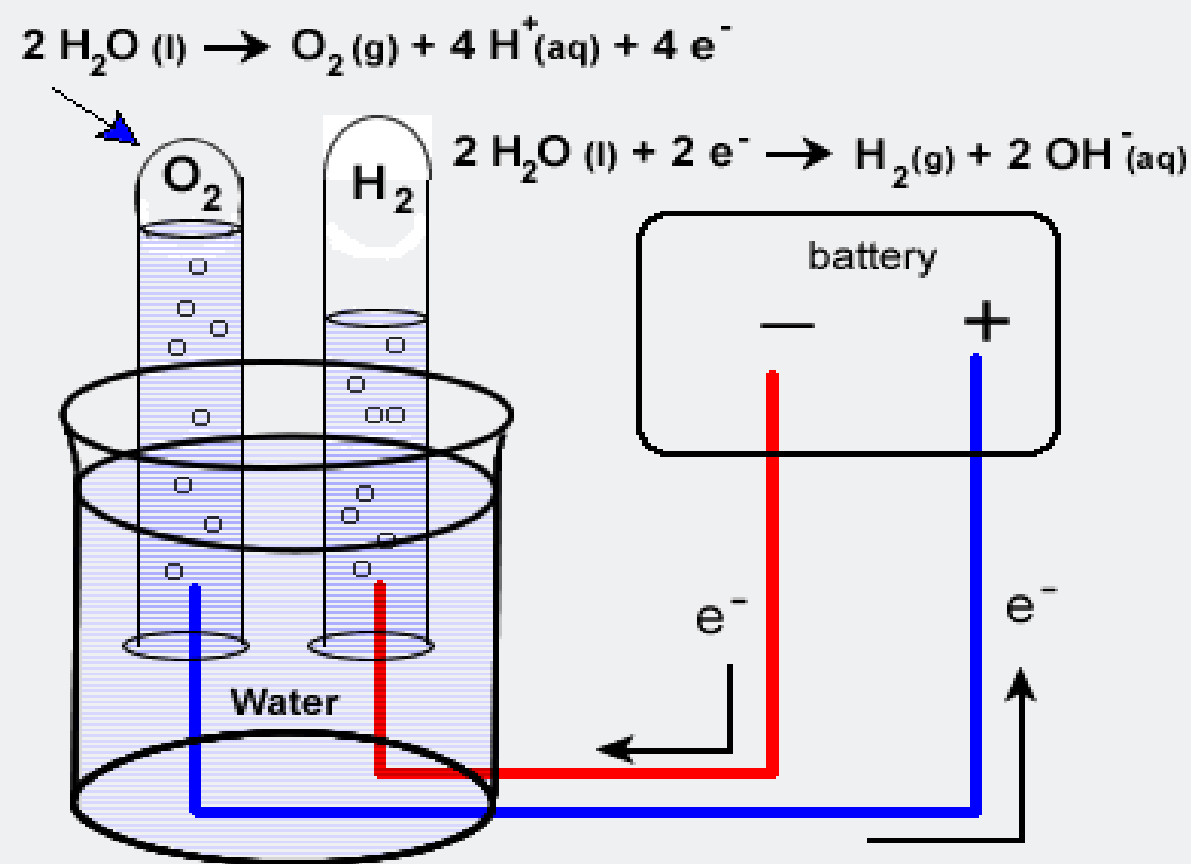 2 H₂O (l) → O₂ (g) + 4 H⁺(aq) + 4 e⁻
2 H₂O (l) + 2 e⁻ → H₂(g) + 2 OH⁻(aq)
O₂
H₂
battery
− +
e⁻
e⁻
Water